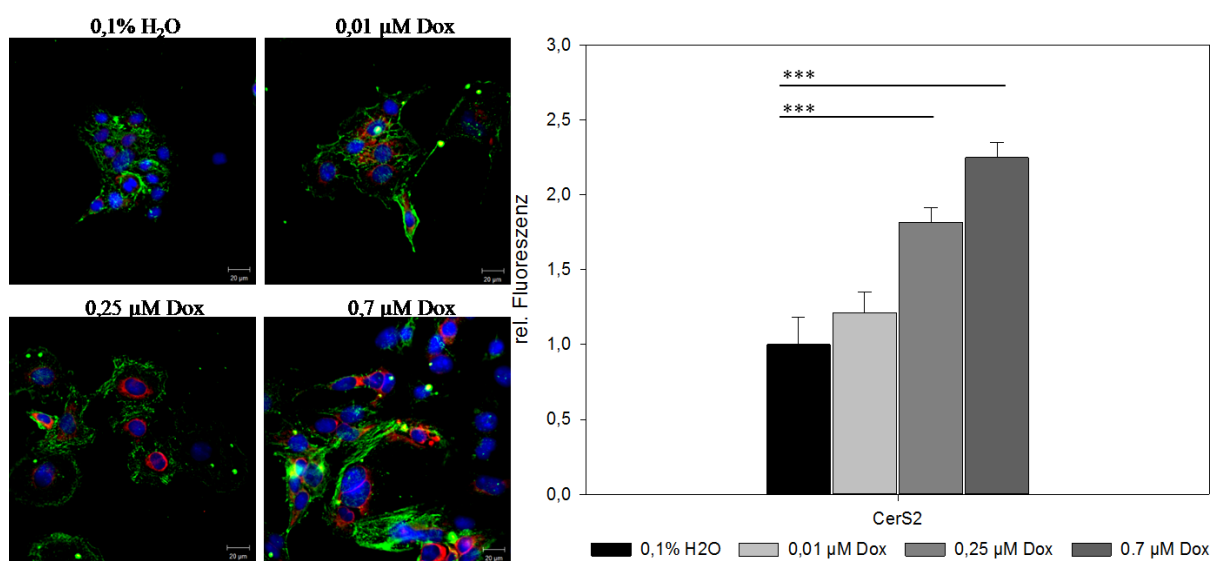 0,1% H₂O
0,01 µM Dox
20 µm
20 µm
0,25 µM Dox
0,7 µM Dox
20 µm
20 µm
rel. Fluoreszenz
3,0
2,5
2,0
1,5
1,0
0,5
0,0
***
***
CerS2
0,1% H2O
0,01 µM Dox
0,25 µM Dox
0.7 µM Dox